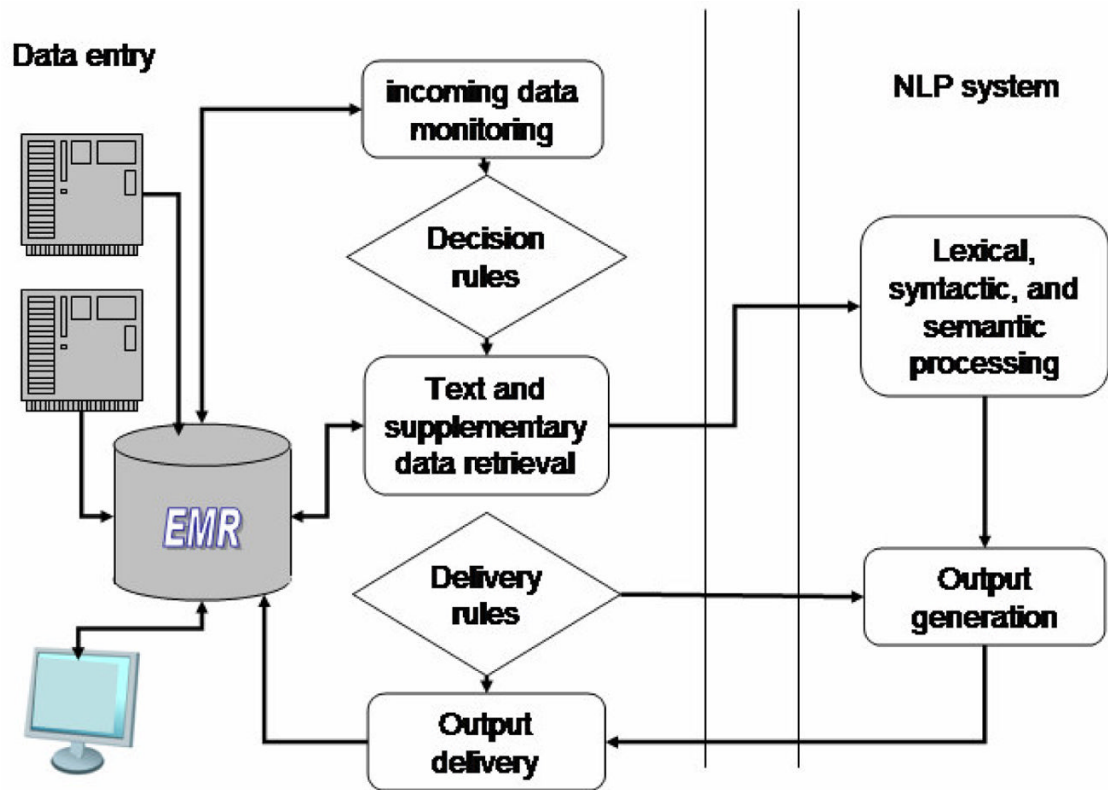 Data entry
incoming data
monitoring
NLP system
Decision
rules
Lexical,
syntactic, and
semantic
processing
Text and
supplementary
data retrieval
EMR
Delivery
rules
Output
generation
Output
delivery